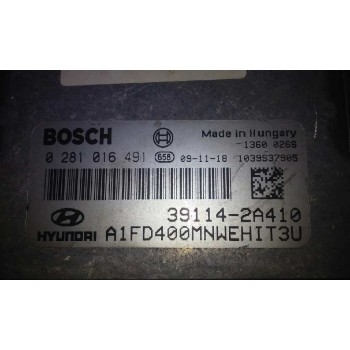 BOSCH
Made in Hungary
1360 0268
0 281 016 491 658 09-11-18 1039S37905
39114-2A410
HYUNDAI A1FD400MNWEHIT3U